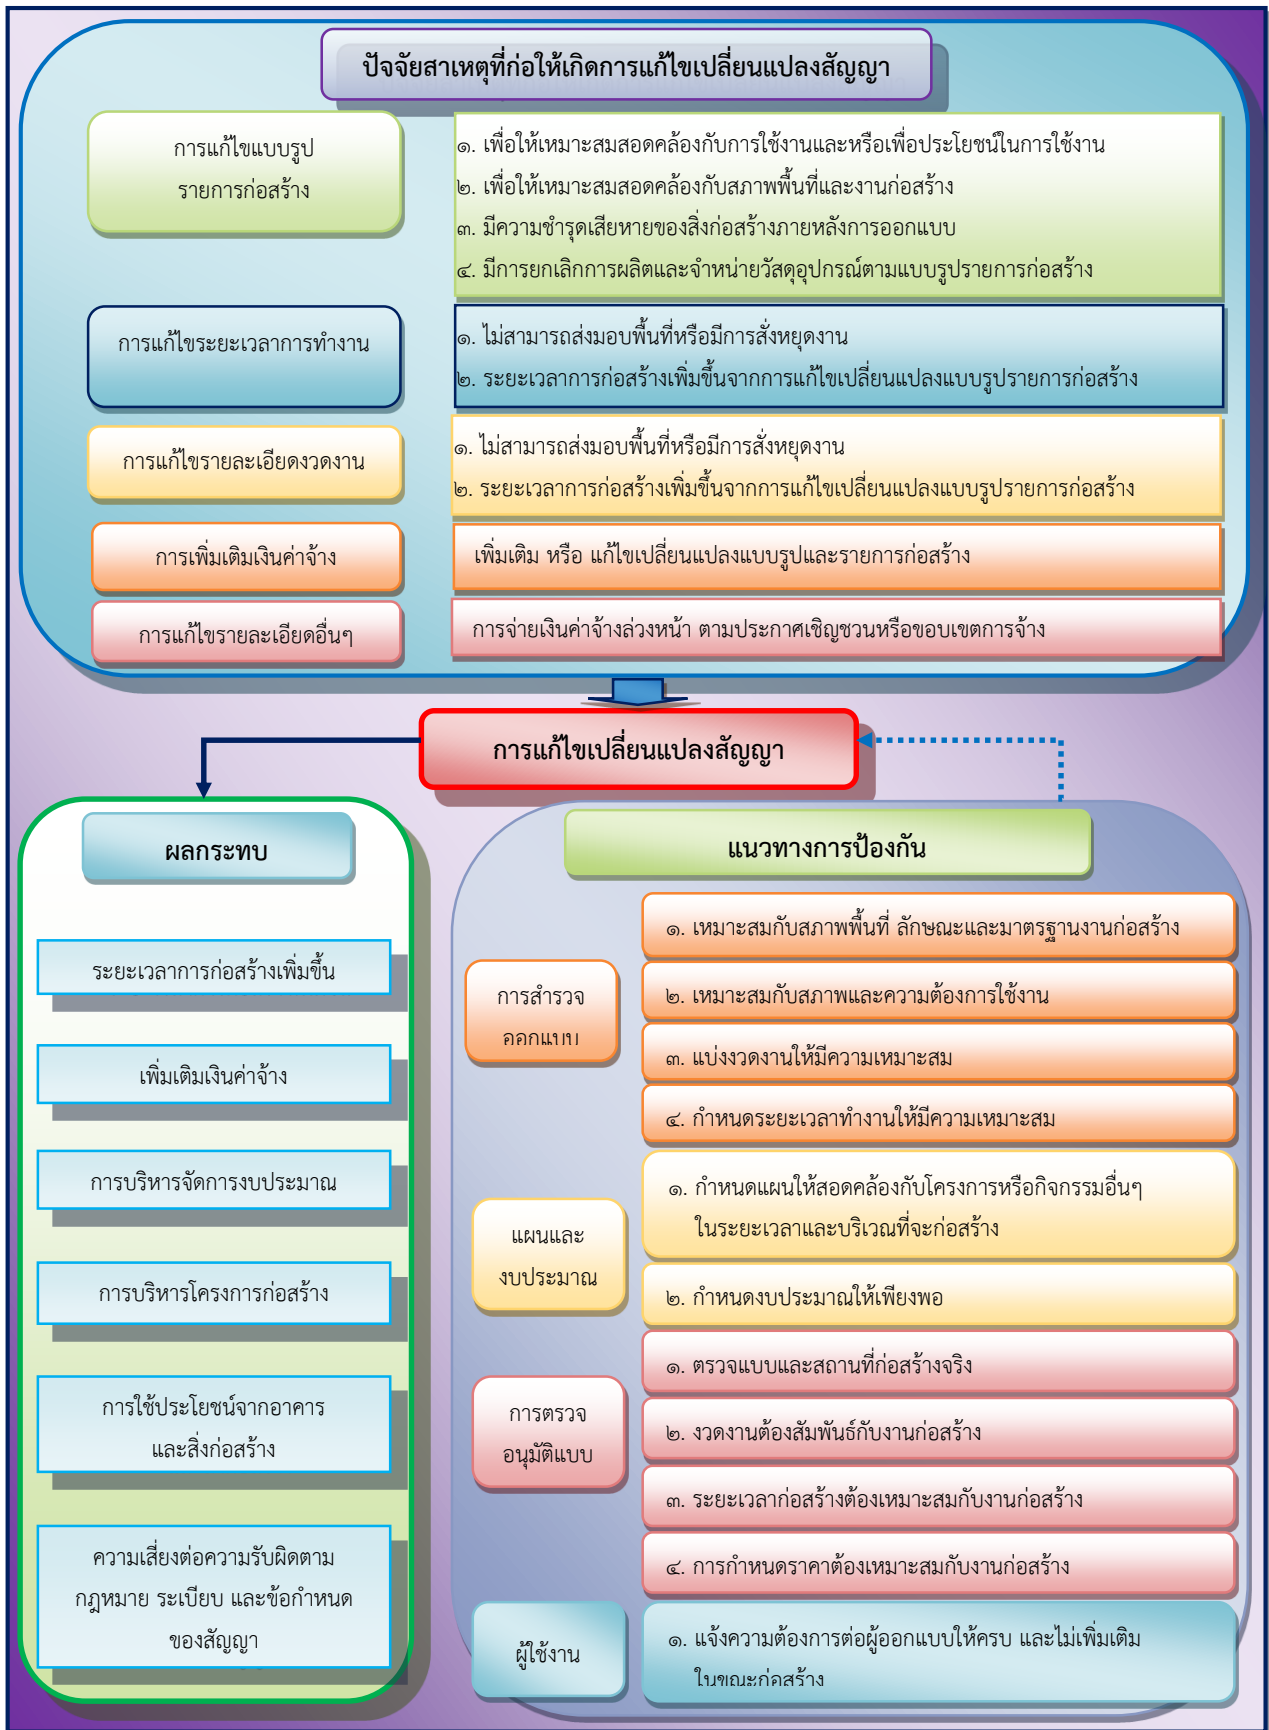 ปัจจัยสาเหตุที่ก่อให้เกิดการแก้ไขเปลี่ยนแปลงสัญญา
การแก้ไขแบบรูป
รายการก่อสร้าง
๑. เพื่อให้เหมาะสมสอดคล้องกับการใช้งานและหรือเพื่อประโยชน์ในการใช้งาน
๒. เพื่อให้เหมาะสมสอดคล้องกับสภาพพื้นที่และงานก่อสร้าง
๓. มีความชำรุดเสียหายของสิ่งก่อสร้างภายหลังการออกแบบ
๔. มีการยกเลิกการผลิตและจำหน่ายวัสดุอุปกรณ์ตามแบบรูปรายการก่อสร้าง
การแก้ไขระยะเวลาการทำงาน
๑. ไม่สามารถส่งมอบพื้นที่หรือมีการสั่งหยุดงาน
๒. ระยะเวลาการก่อสร้างเพิ่มขึ้นจากการแก้ไขเปลี่ยนแปลงแบบรูปรายการก่อสร้าง
การแก้ไขรายละเอียดงวดงาน
๑. ไม่สามารถส่งมอบพื้นที่หรือมีการสั่งหยุดงาน
๒. ระยะเวลาการก่อสร้างเพิ่มขึ้นจากการแก้ไขเปลี่ยนแปลงแบบรูปรายการก่อสร้าง
การเพิ่มเติมเงินค่าจ้าง
เพิ่มเติม หรือ แก้ไขเปลี่ยนแปลงแบบรูปและรายการก่อสร้าง
การแก้ไขรายละเอียดอื่นๆ
การจ่ายเงินค่าจ้างล่วงหน้า ตามประกาศเชิญชวนหรือขอบเขตการจ้าง
การแก้ไขเปลี่ยนแปลงสัญญา
ผลกระทบ
ระยะเวลาการก่อสร้างเพิ่มขึ้น
เพิ่มเติมเงินค่าจ้าง
การบริหารจัดการงบประมาณ
การบริหารโครงการก่อสร้าง
การใช้ประโยชน์จากอาคาร
และสิ่งก่อสร้าง
ความเสี่ยงต่อความรับผิดตาม
กฎหมาย ระเบียบ และข้อกำหนด
ของสัญญา
แนวทางการป้องกัน
การสำรวจ
ออกแบบ
๑. เหมาะสมกับสภาพพื้นที่ ลักษณะและมาตรฐานงานก่อสร้าง
๒. เหมาะสมกับสภาพและความต้องการใช้งาน
๓. แบ่งงวดงานให้มีความเหมาะสม
๔. กำหนดระยะเวลาทำงานให้มีความเหมาะสม
แผนและ
งบประมาณ
๑. กำหนดแผนให้สอดคล้องกับโครงการหรือกิจกรรมอื่นๆ
ในระยะเวลาและบริเวณที่จะก่อสร้าง
๒. กำหนดงบประมาณให้เพียงพอ
การตรวจ
อนุมัติแบบ
๑. ตรวจแบบและสถานที่ก่อสร้างจริง
๒. งวดงานต้องสัมพันธ์กับงานก่อสร้าง
๓. ระยะเวลาก่อสร้างต้องเหมาะสมกับงานก่อสร้าง
๔. การกำหนดราคาต้องเหมาะสมกับงานก่อสร้าง
ผู้ใช้งาน
๑. แจ้งความต้องการต่อผู้ออกแบบให้ครบ และไม่เพิ่มเติม
ในขณะก่อสร้าง